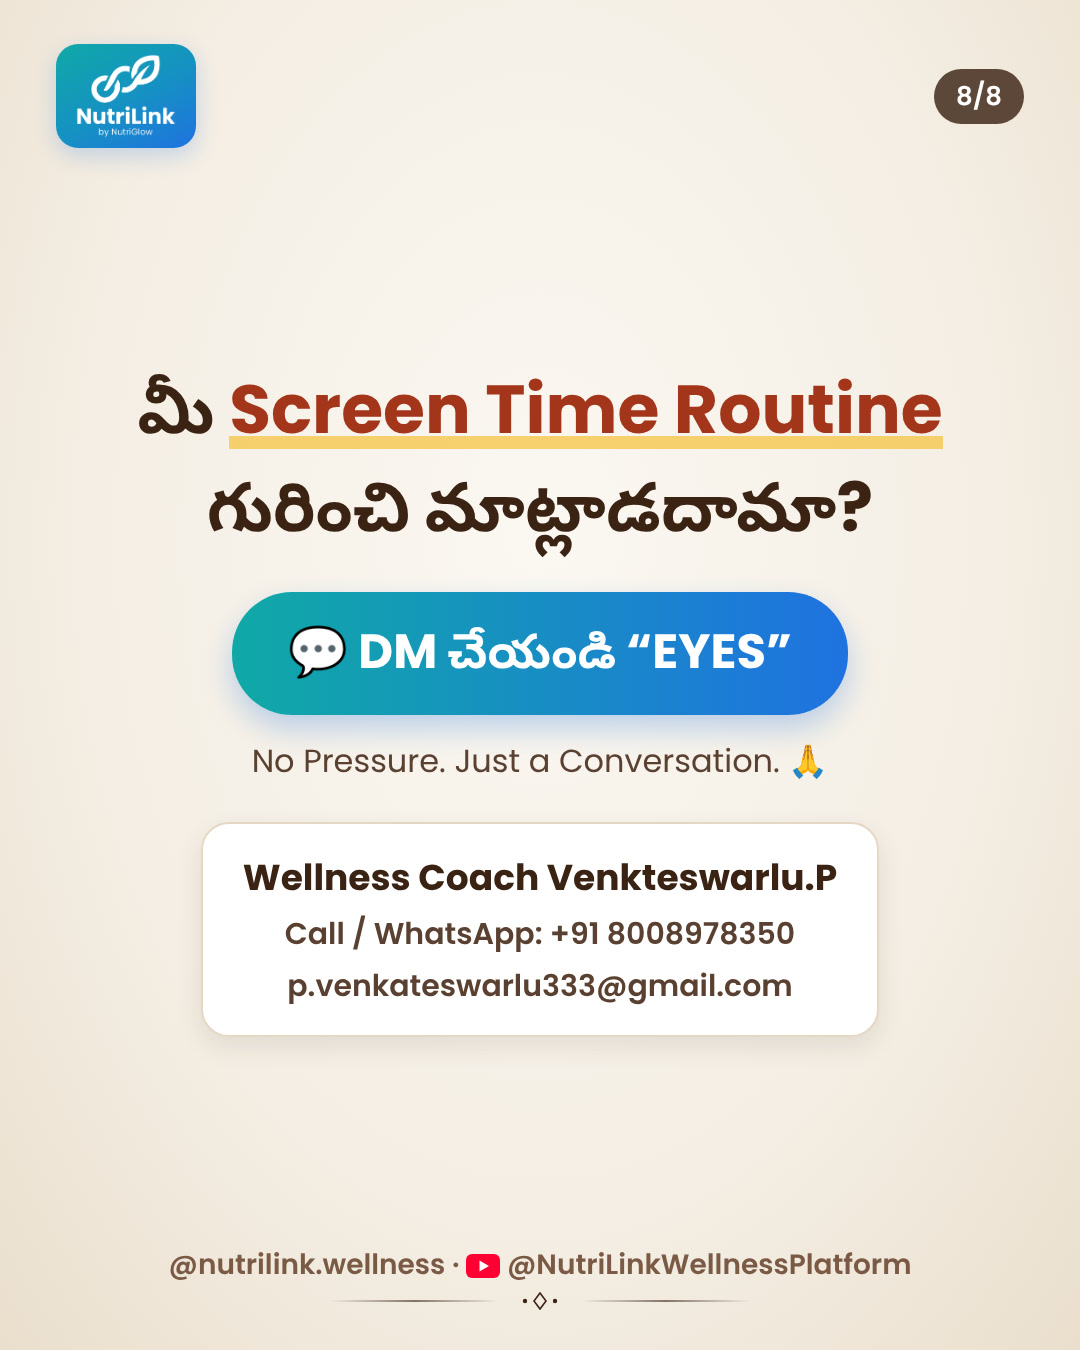 NutriLink
by NutriGlow
8/8
మీ Screen Time Routine
గురించి మాట్లాడదామా?
💬 DM చేయండి “EYES”
No Pressure. Just a Conversation. 🙏
Wellness Coach Venkteswarlu.P
Call / WhatsApp: +91 8008978350
p.venkateswarlu333@gmail.com
@nutrilink.wellness · @NutriLinkWellnessPlatform